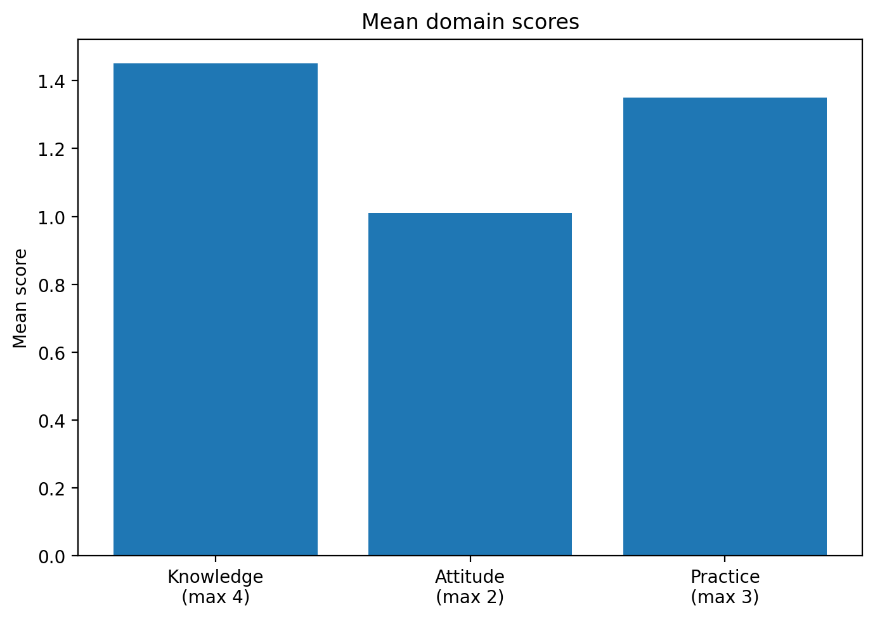 Mean domain scores
Mean score
1.4
1.2
1.0
0.8
0.6
0.4
0.2
0.0
Knowledge
(max 4)
Attitude
(max 2)
Practice
(max 3)